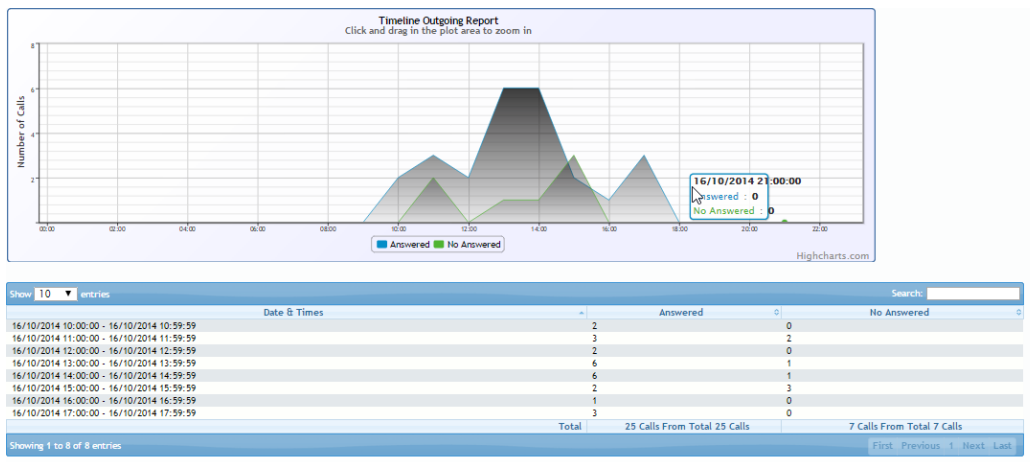 Timeline Outgoing Report
Click and drag in the plot area to zoom in
Number of Calls
8
6
4
2
16/10/2014 21:00:00
nswered : 0
No Answered : 0
00:00 02:00 04:00 06:00 08:00 10:00 12:00 14:00 16:00 18:00 20:00 22:00
Answered No Answered
Highcharts.com
Show 10 entries Search:
Date & Times Answered No Answered
16/10/2014 10:00:00 - 16/10/2014 10:59:59 2 0
16/10/2014 11:00:00 - 16/10/2014 11:59:59 3 2
16/10/2014 12:00:00 - 16/10/2014 12:59:59 2 0
16/10/2014 13:00:00 - 16/10/2014 13:59:59 6 1
16/10/2014 14:00:00 - 16/10/2014 14:59:59 6 1
16/10/2014 15:00:00 - 16/10/2014 15:59:59 2 3
16/10/2014 16:00:00 - 16/10/2014 16:59:59 1 0
16/10/2014 17:00:00 - 16/10/2014 17:59:59 3 0
Total 25 Calls From Total 25 Calls 7 Calls From Total 7 Calls
Showing 1 to 8 of 8 entries First Previous 1 Next Last